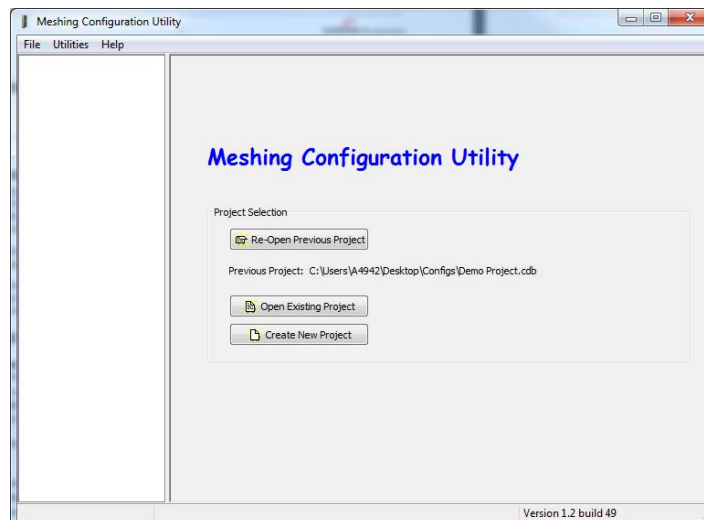 Meshing Configuration Utility
File Utilities Help
Meshing Configuration Utility
Project Selection
Re-Open Previous Project
Previous Project: C:\Users\A4942\Desktop\Configs\Demo Project.cdb
Open Existing Project
Create New Project
Version 1.2 build 49